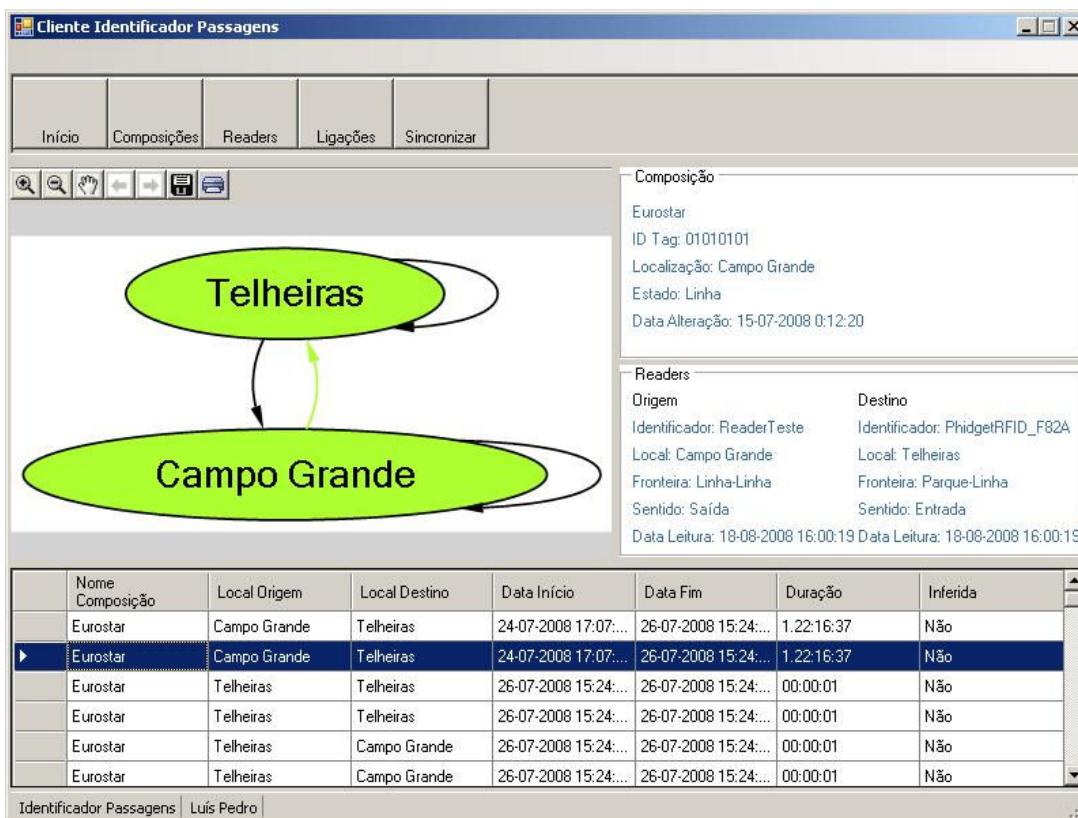 Cliente Identificador Passagens
Início Composições Readers Ligações Sincronizar
Telheiras
Campo Grande
Composição
Eurostar
ID Tag: 01010101
Localização: Campo Grande
Estado: Linha
Data Alteração: 15-07-2008 0:12:20
Readers
Origem Destino
Identificador: ReaderTeste Identificador: PhidgetRFID_F82A
Local: Campo Grande Local: Telheiras
Fronteira: Linha-Linha Fronteira: Parque-Linha
Sentido: Saída Sentido: Entrada
Data Leitura: 18-08-2008 16:00:19 Data Leitura: 18-08-2008 16:00:19
Nome Composição Local Origem Local Destino Data Início Data Fim Duração Inferida
Eurostar Campo Grande Telheiras 24-07-2008 17:07:... 26-07-2008 15:24:... 1.22:16:37 Não
Eurostar Campo Grande Telheiras 24-07-2008 17:07:... 26-07-2008 15:24:... 1.22:16:37 Não
Eurostar Telheiras Telheiras 26-07-2008 15:24:... 26-07-2008 15:24:... 00:00:01 Não
Eurostar Telheiras Telheiras 26-07-2008 15:24:... 26-07-2008 15:24:... 00:00:01 Não
Eurostar Telheiras Campo Grande 26-07-2008 15:24:... 26-07-2008 15:24:... 00:00:01 Não
Eurostar Telheiras Campo Grande 26-07-2008 15:24:... 26-07-2008 15:24:... 00:00:01 Não
Identificador Passagens Luís Pedro